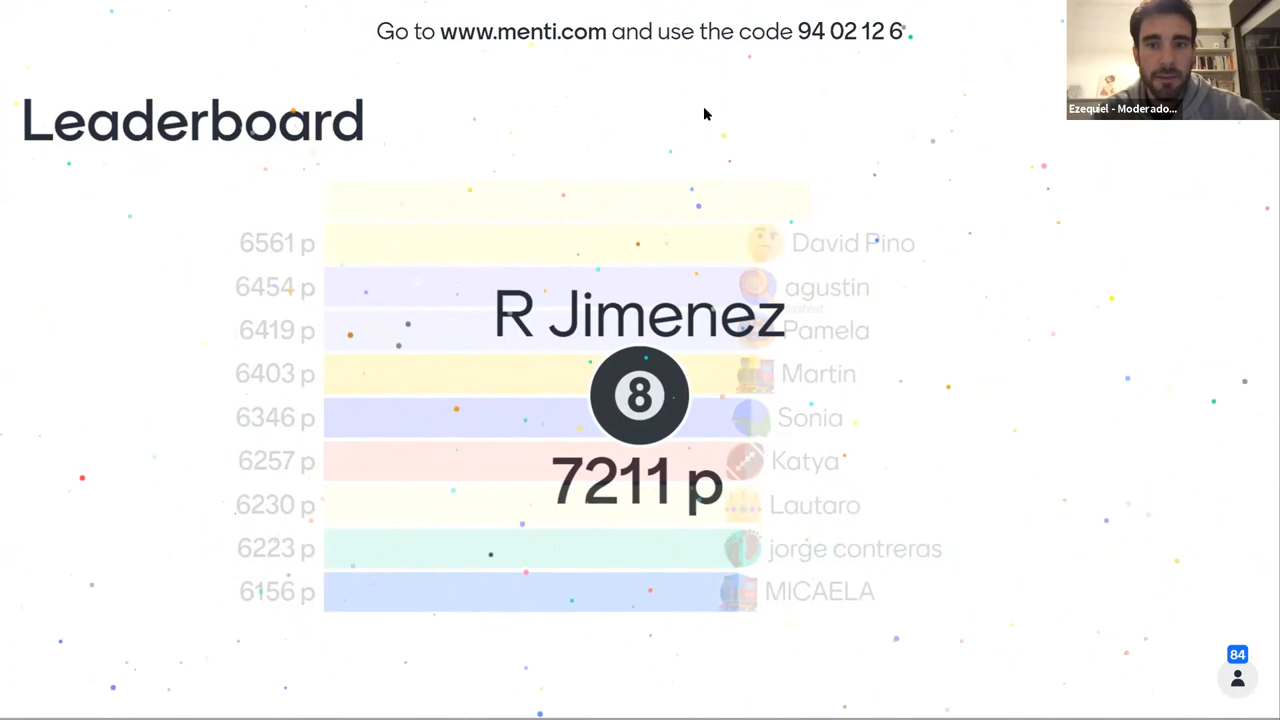 Go to www.menti.com and use the code 94 02 12 6
Ezequiel - Moderado...
Leaderboard
6561 p David Pino
6454 p agustin
R Jimenez
6419 p Pamela
6403 p Martin
8
6346 p Sonia
6257 p Katya
7211 p
6230 p Lautaro
6223 p jorge contreras
6156 p MICAELA
84